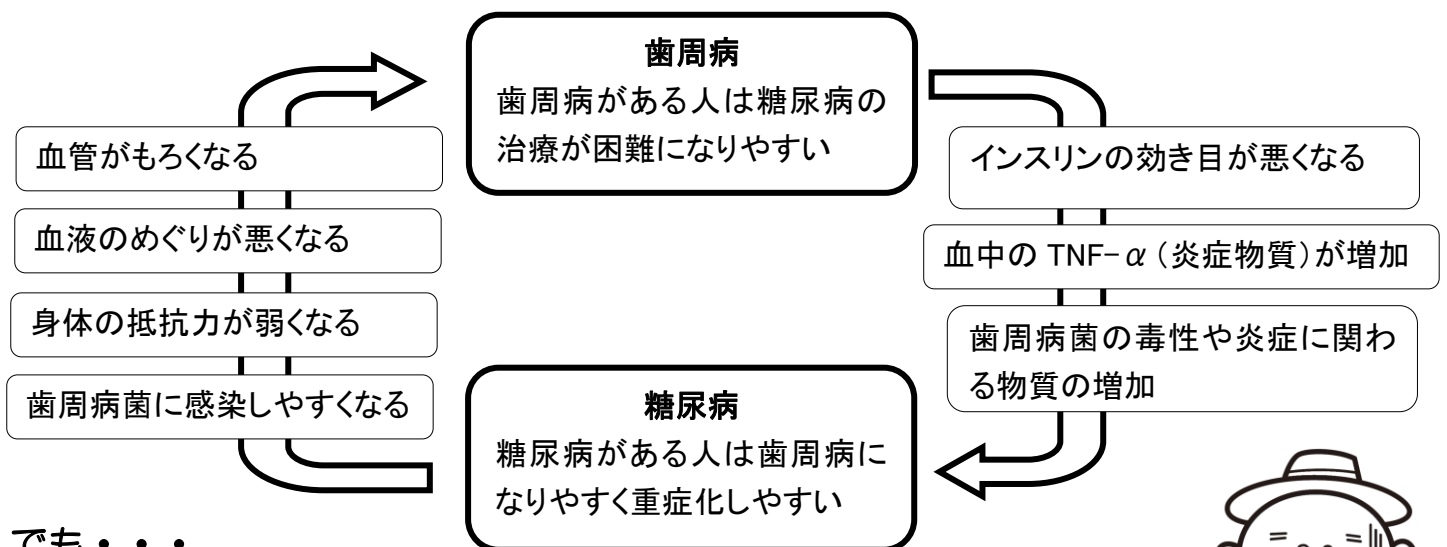 歯周病
歯周病がある人は糖尿病の
治療が困難になりやすい
血管がもろくなる
血液のめぐりが悪くなる
身体の抵抗力が弱くなる
歯周病菌に感染しやすくなる
インスリンの効き目が悪くなる
血中の TNF-α（炎症物質）が増加
歯周病菌の毒性や炎症に関わ
る物質の増加
糖尿病
糖尿病がある人は歯周病に
なりやすく重症化しやすい
でも・・・